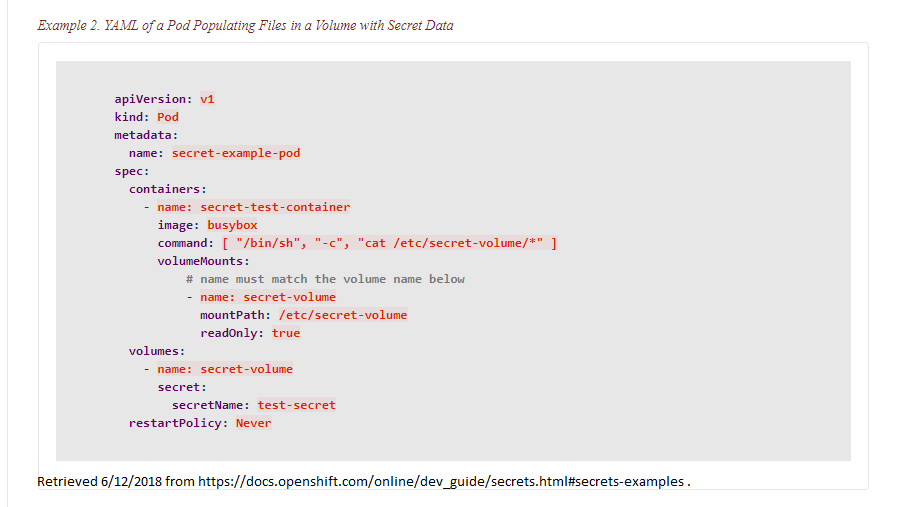 Example 2. YAML of a Pod Populating Files in a Volume with Secret Data
apiVersion: v1
kind: Pod
metadata:
  name: secret-example-pod
spec:
  containers:
    - name: secret-test-container
      image: busybox
      command: [ "/bin/sh", "-c", "cat /etc/secret-volume/*" ]
      volumeMounts:
          # name must match the volume name below
          - name: secret-volume
            mountPath: /etc/secret-volume
            readOnly: true
  volumes:
    - name: secret-volume
      secret:
        secretName: test-secret
  restartPolicy: Never
Retrieved 6/12/2018 from https://docs.openshift.com/online/dev_guide/secrets.html#secrets-examples .